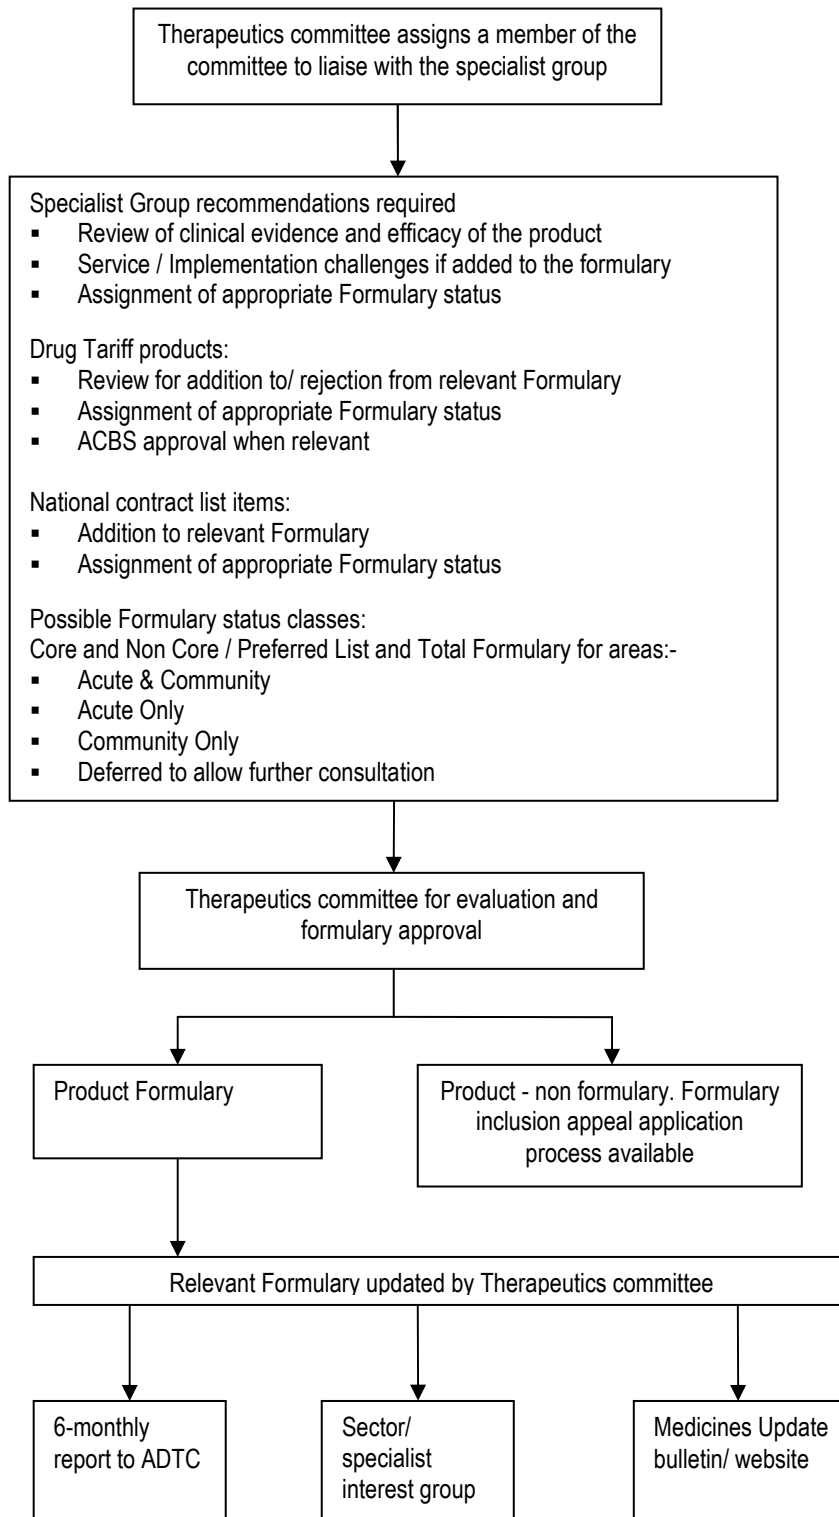 Therapeutics committee assigns a member of the
committee to liaise with the specialist group
Specialist Group recommendations required
▪ Review of clinical evidence and efficacy of the product
▪ Service / Implementation challenges if added to the formulary
▪ Assignment of appropriate Formulary status
Drug Tariff products:
▪ Review for addition to/ rejection from relevant Formulary
▪ Assignment of appropriate Formulary status
▪ ACBS approval when relevant
National contract list items:
▪ Addition to relevant Formulary
▪ Assignment of appropriate Formulary status
Possible Formulary status classes:
Core and Non Core / Preferred List and Total Formulary for areas:-
▪ Acute & Community
▪ Acute Only
▪ Community Only
▪ Deferred to allow further consultation
Therapeutics committee for evaluation and
formulary approval
Product Formulary
Product - non formulary. Formulary
inclusion appeal application
process available
Relevant Formulary updated by Therapeutics committee
6-monthly
report to ADTC
Sector/
specialist
interest group
Medicines Update
bulletin/ website